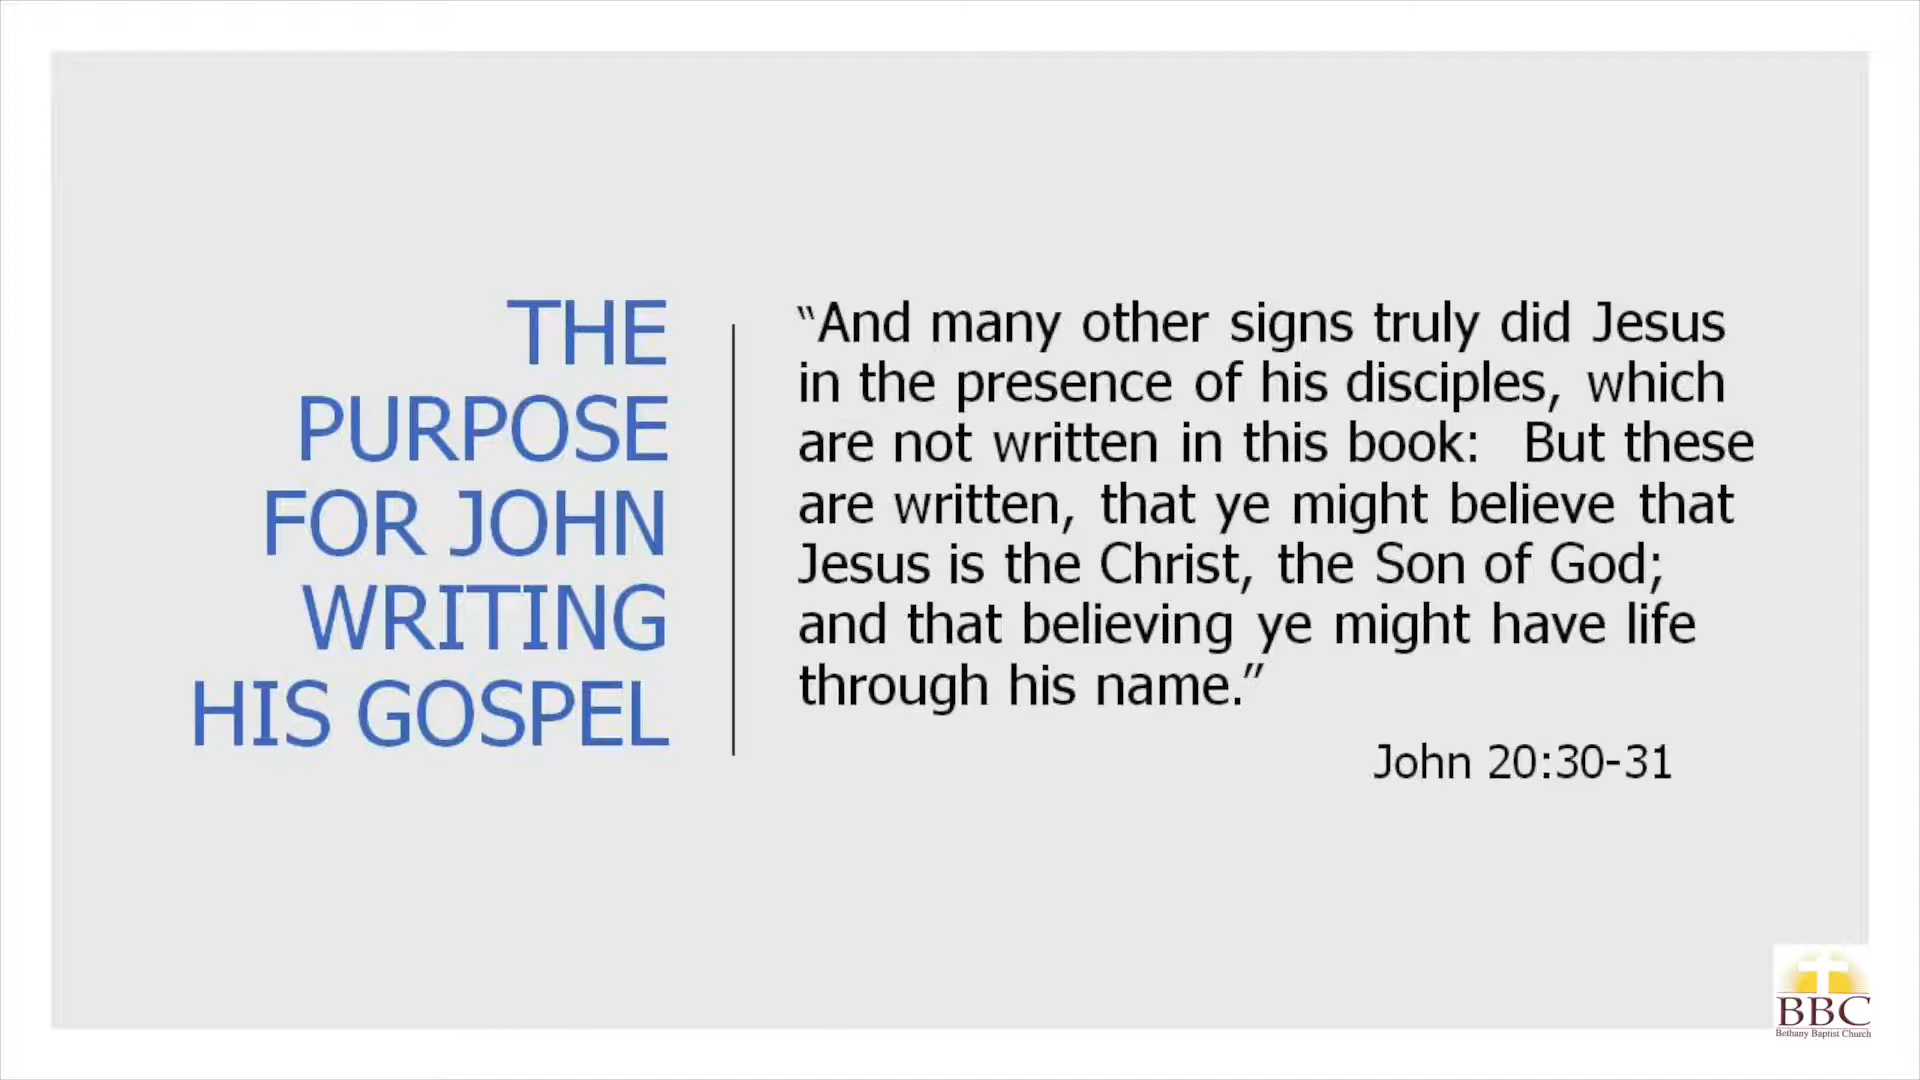 THE
PURPOSE
FOR JOHN
WRITING
HIS GOSPEL
“And many other signs truly did Jesus
in the presence of his disciples, which
are not written in this book:  But these
are written, that ye might believe that
Jesus is the Christ, the Son of God;
and that believing ye might have life
through his name.”
John 20:30-31
BBC
Bethany Baptist Church